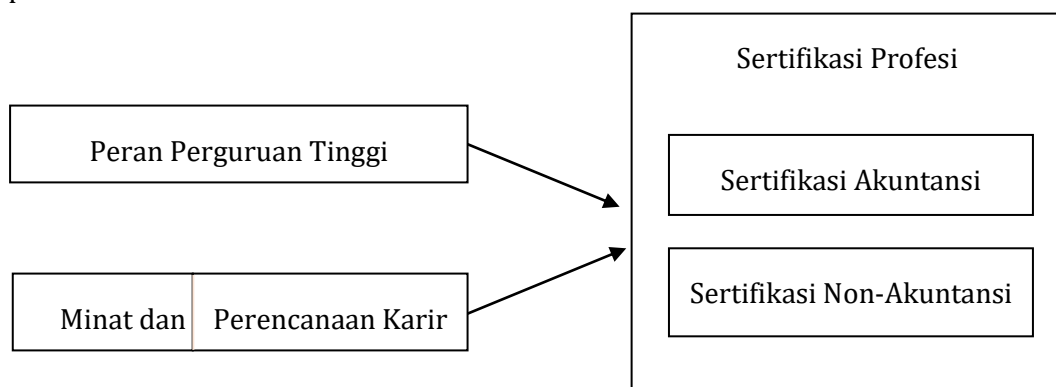 Sertifikasi Profesi
Peran Perguruan Tinggi
Sertifikasi Akuntansi
Sertifikasi Non-Akuntansi
Minat dan Perencanaan Karir